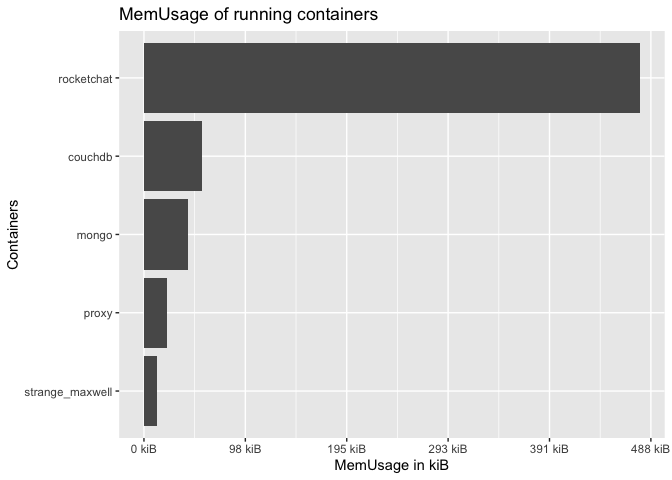 MemUsage of running containers
Containers
rocketchat
couchdb
mongo
proxy
strange_maxwell
0 kiB 98 kiB 195 kiB 293 kiB 391 kiB 488 kiB
MemUsage in kiB